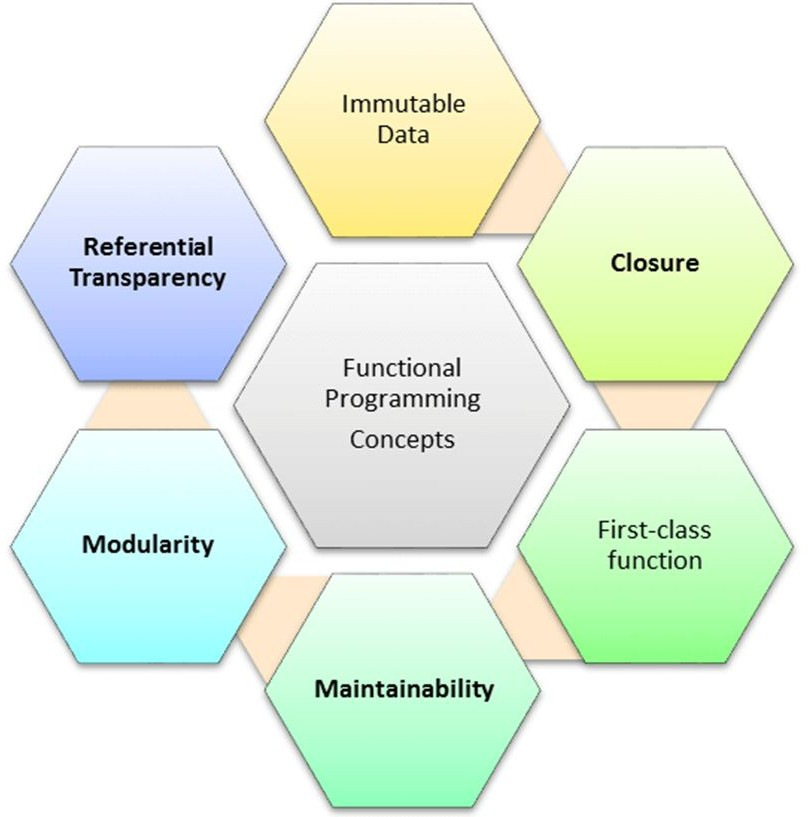 Immutable
Data
Referential
Transparency
Closure
Functional
Programming
Concepts
Modularity
First-class
function
Maintainability